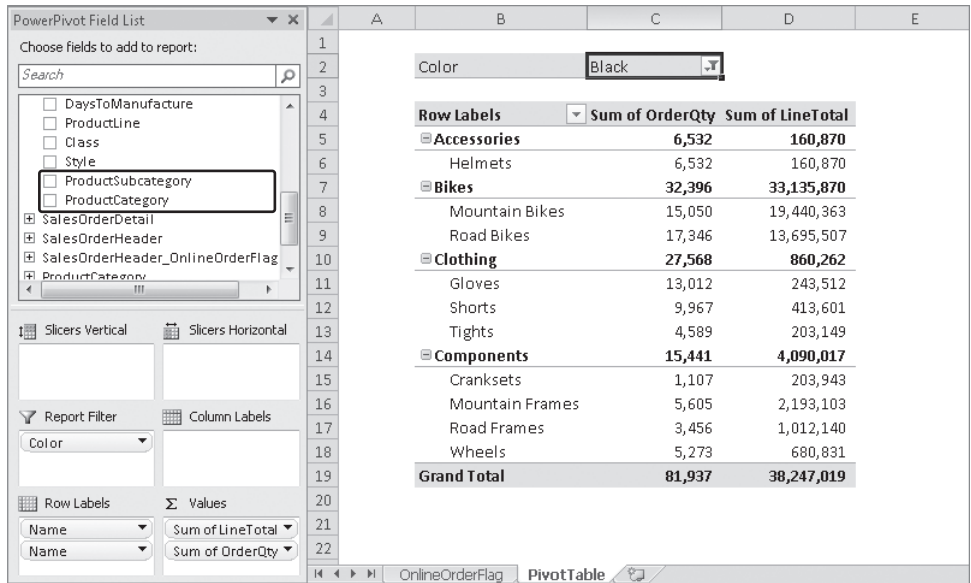 PowerPivot Field List
Choose fields to add to report:
Search
DaysToManufacture
ProductLine
Class
Style
ProductSubcategory
ProductCategory
SalesOrderDetail
SalesOrderHeader
SalesOrderHeader_OnlineOrderFlag
ProductCategory
Slicers Vertical
Slicers Horizontal
Report Filter
Column Labels
Color
Row Labels
Σ Values
Name
Sum of LineTotal
Name
Sum of OrderQty
A B C D E
1
2 Color Black
3
4 Row Labels Sum of OrderQty Sum of LineTotal
5 Accessories 6,532 160,870
6 Helmets 6,532 160,870
7 Bikes 32,396 33,135,870
8 Mountain Bikes 15,050 19,440,363
9 Road Bikes 17,346 13,695,507
10 Clothing 27,568 860,262
11 Gloves 13,012 243,512
12 Shorts 9,967 413,601
13 Tights 4,589 203,149
14 Components 15,441 4,090,017
15 Cranksets 1,107 203,943
16 Mountain Frames 5,605 2,193,103
17 Road Frames 3,456 1,012,140
18 Wheels 5,273 680,831
19 Grand Total 81,937 38,247,019
20
21
22
OnlineOrderFlag PivotTable